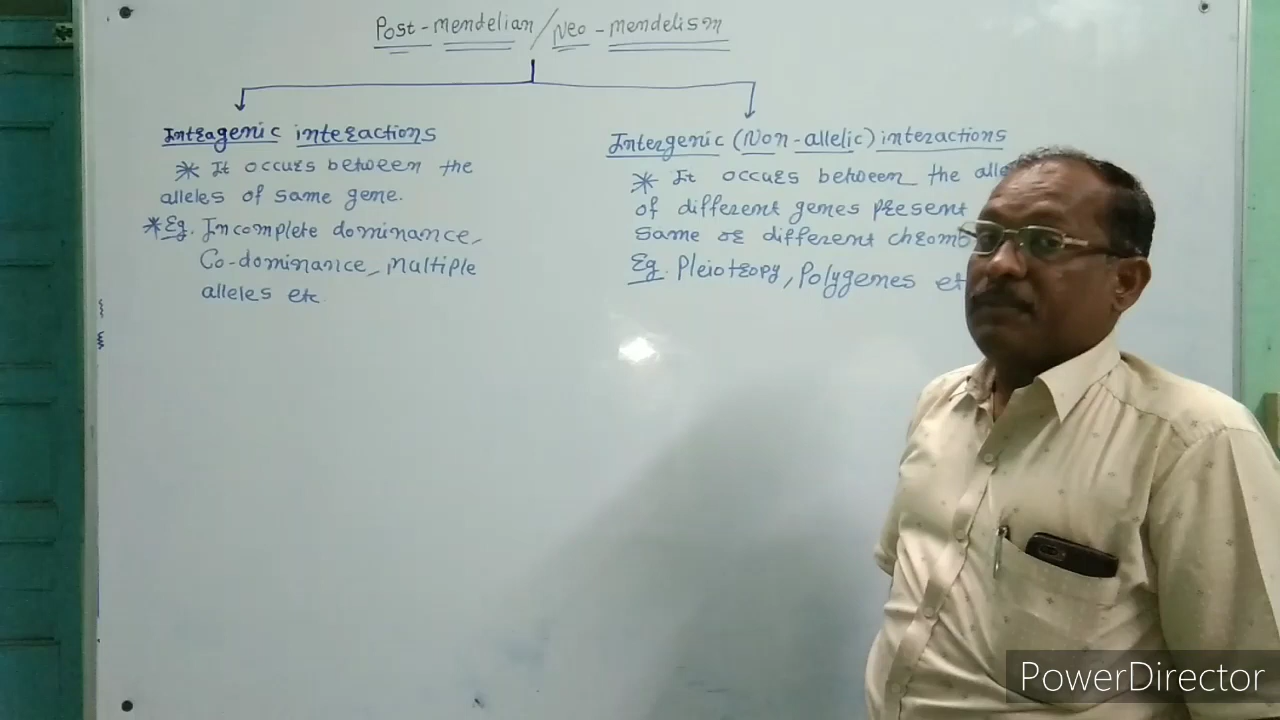 Post-mendelian/Neo-mendelism
Intragenic interactions
* It occurs between the
alleles of same gene.
* Eg. Incomplete dominance,
Co-dominance, Multiple
alleles etc
Intergenic (Non-allelic) interactions
* It occurs between the
of different genes present
same or different
Eg. Pleiotropy, Polygenes
PowerDirector